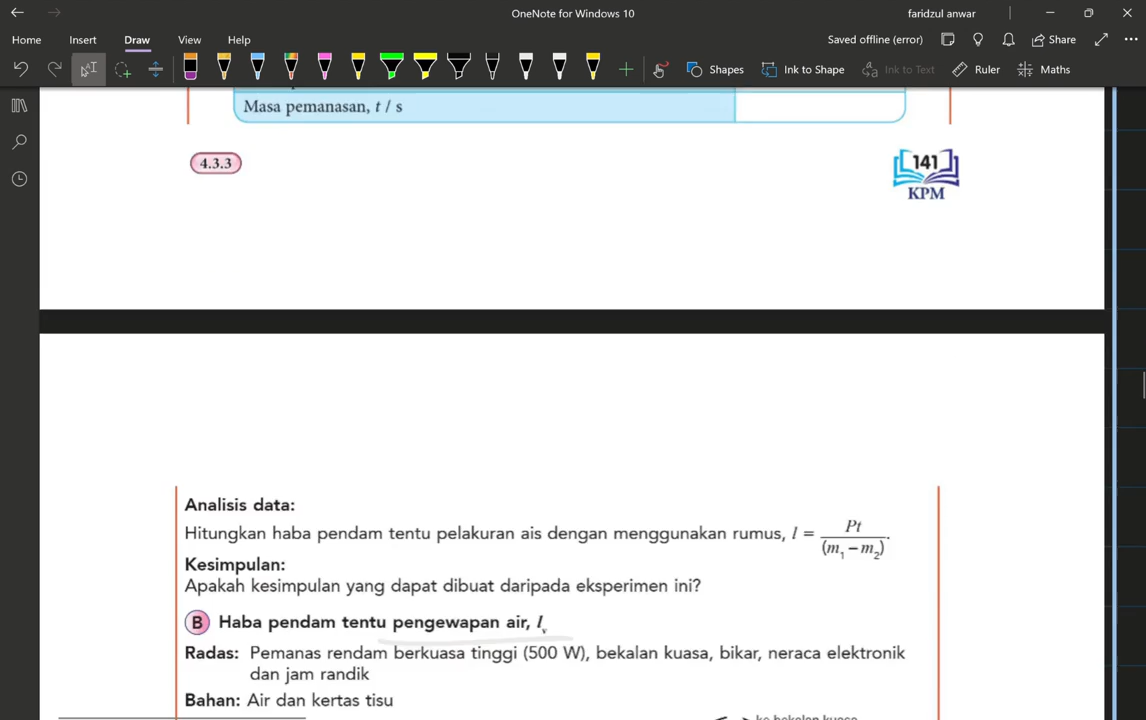 OneNote for Windows 10
faridzul anwar
Home Insert Draw View Help
Saved offline (error) Share
Shapes Ink to Shape Ink to Text Ruler Maths
Masa pemanasan, t / s
4.3.3
141
KPM
Analisis data:
Hitungkan haba pendam tentu pelakuran ais dengan menggunakan rumus, l = Pt / (m₁ – m₂).
Kesimpulan:
Apakah kesimpulan yang dapat dibuat daripada eksperimen ini?
B Haba pendam tentu pengewapan air, lᵥ
Radas: Pemanas rendam berkuasa tinggi (500 W), bekalan kuasa, bikar, neraca elektronik
dan jam randik
Bahan: Air dan kertas tisu
ke bekalan kuasa